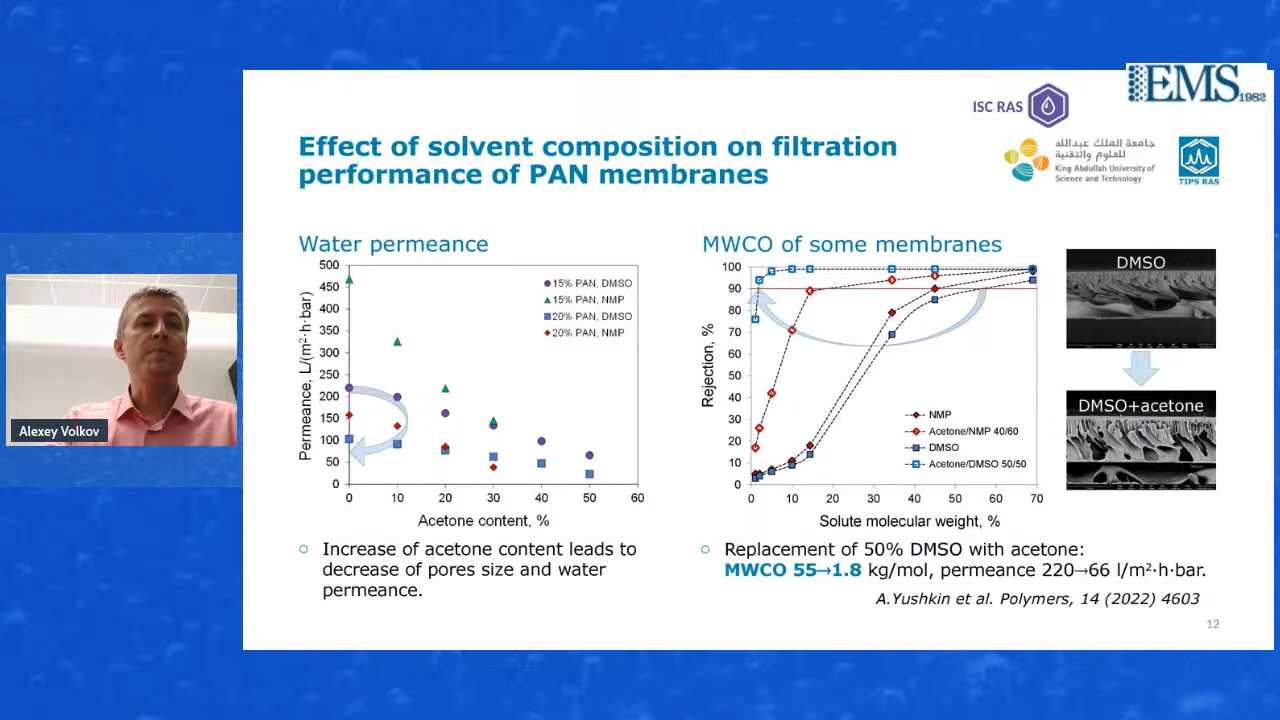 EMS 1982
ISC RAS
Effect of solvent composition on filtration
performance of PAN membranes
جامعة الملك عبدالله
للعلوم والتقنية
King Abdullah University of
Science and Technology
TIPS RAS
Water permeance
500
450
400
350
300
250
200
150
100
50
0
Permeance, L/(m²·h·bar)
15% PAN, DMSO
15% PAN, NMP
20% PAN, DMSO
20% PAN, NMP
0 10 20 30 40 50 60
Acetone content, %
MWCO of some membranes
100
90
80
70
60
50
40
30
20
10
0
Rejection, %
NMP
Acetone/NMP 40/60
DMSO
Acetone/DMSO 50/50
0 10 20 30 40 50 60 70
Solute molecular weight, %
DMSO
DMSO+acetone
Alexey Volkov
Increase of acetone content leads to
decrease of pores size and water
permeance.
Replacement of 50% DMSO with acetone:
MWCO 55→1.8 kg/mol, permeance 220→66 l/m²·h·bar.
A.Yushkin et al. Polymers, 14 (2022) 4603
12